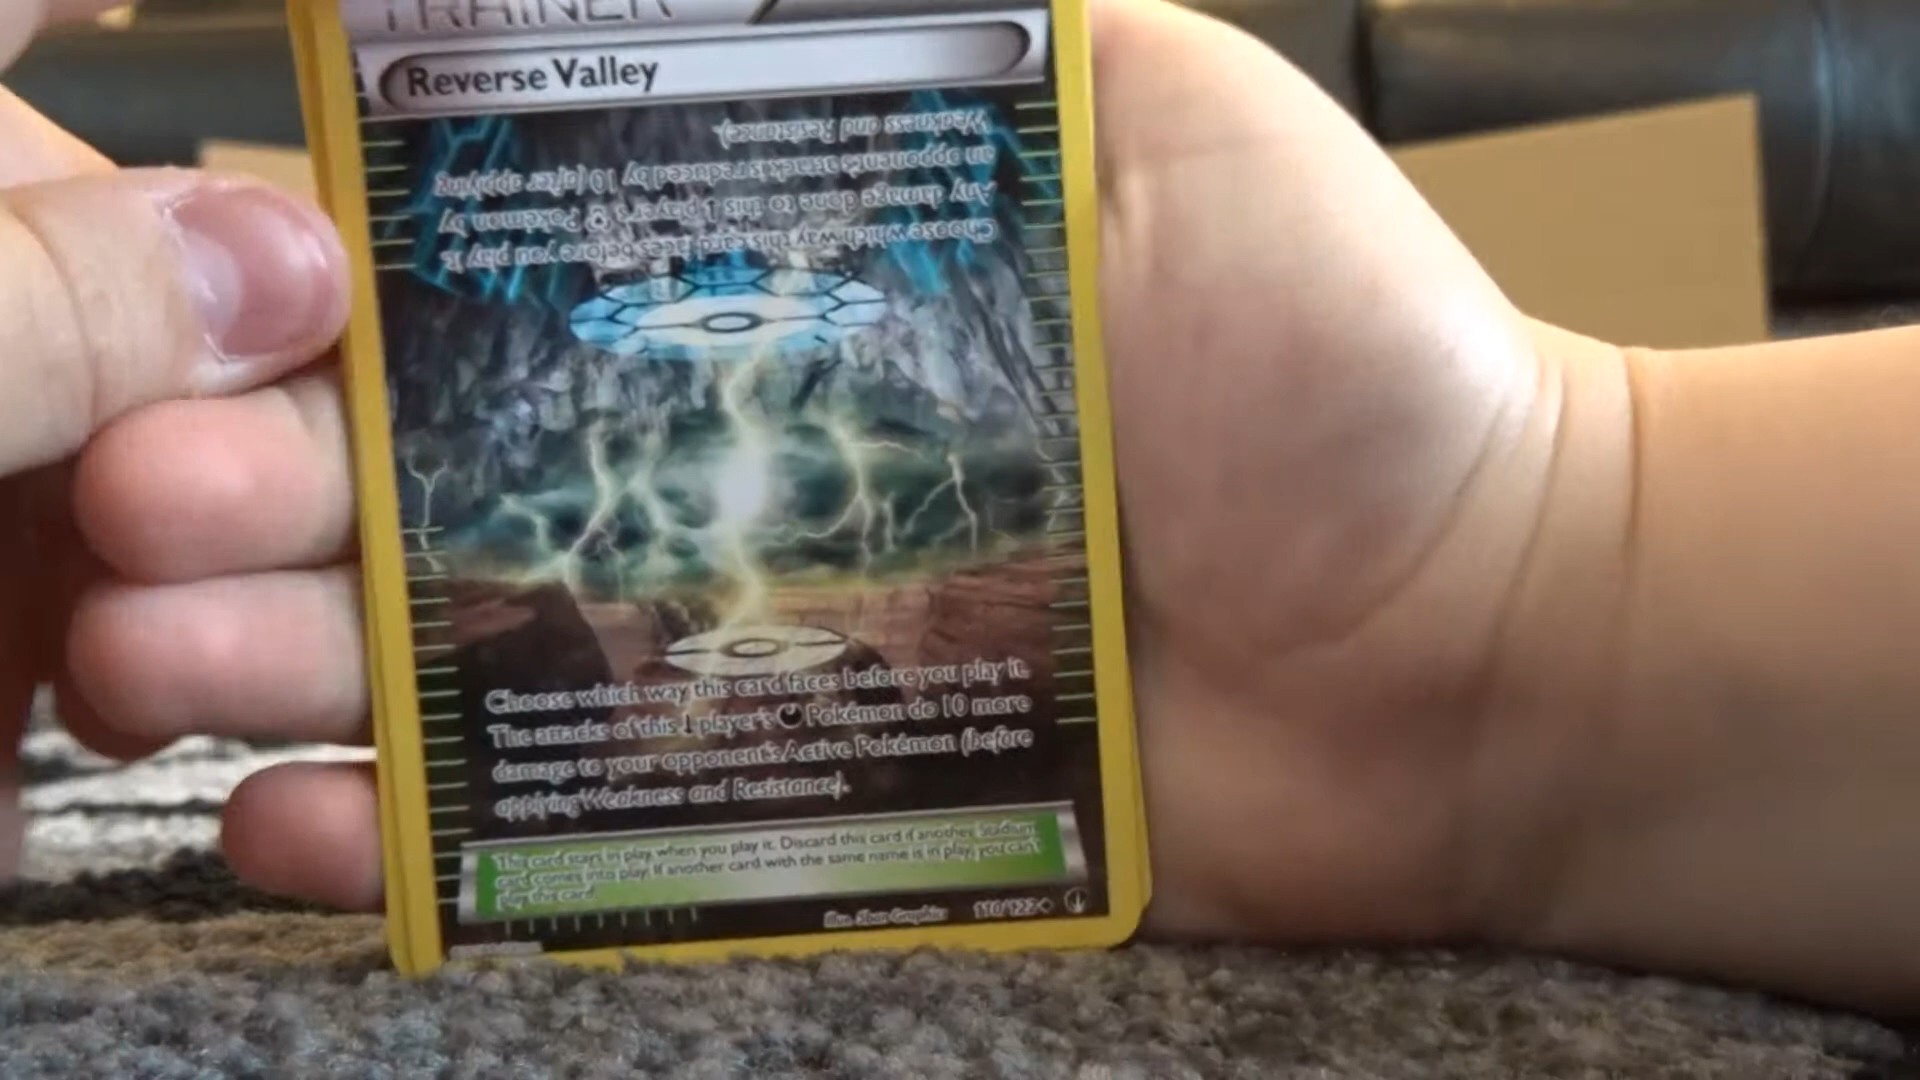 TRAINER
Reverse Valley
Choose which way this card faces before you play it.
Any damage done to this player's Pokémon by
an opponent's attack is reduced by 10 (after applying
Weakness and Resistance).
Choose which way this card faces before you play it.
The attacks of this ↓ player's Pokémon do 10 more
damage to your opponent's Active Pokémon (before
applying Weakness and Resistance).
This card stays in play when you play it. Discard this card if another Stadium
card comes into play. If another card with the same name is in play, you can't
play this card.
Illus. 5ban Graphics 110/122